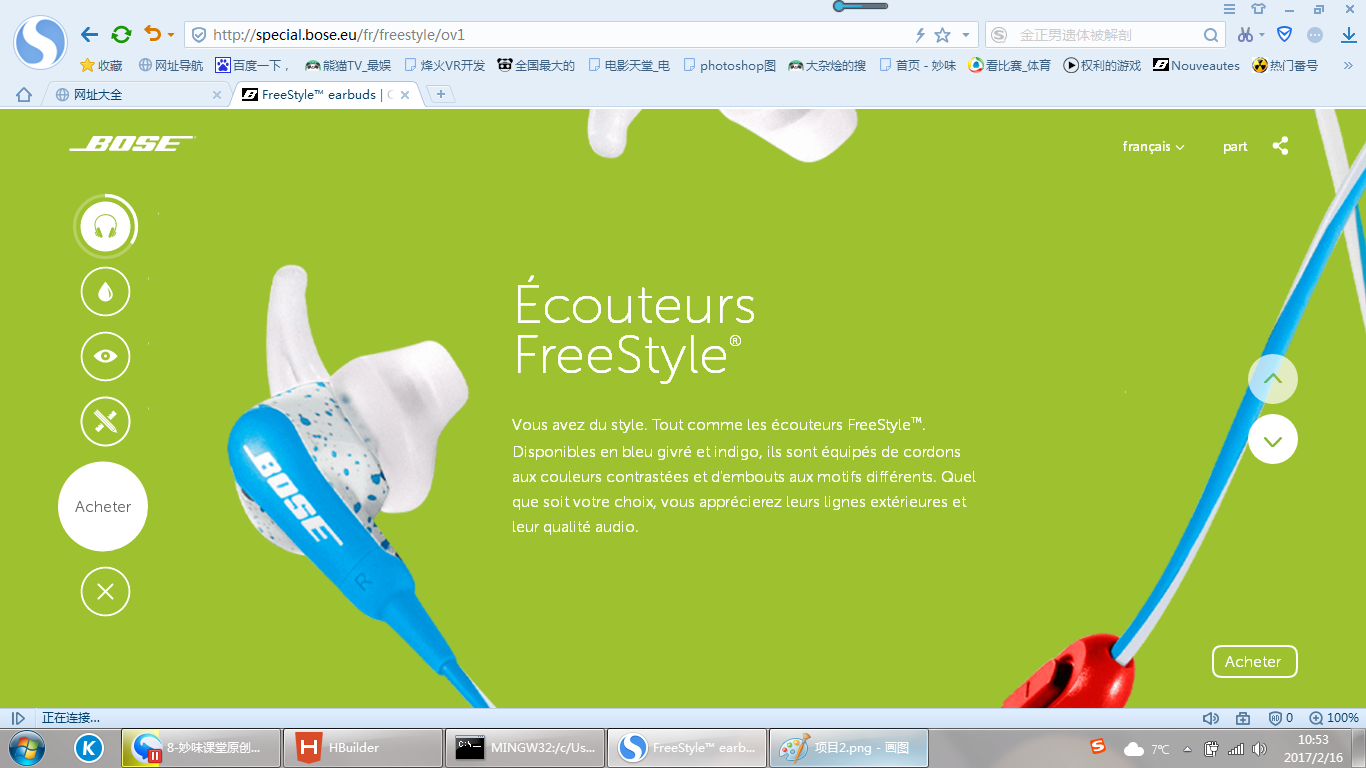 http://special.bose.eu/fr/freestyle/ov1
金正男遗体被解剖
收藏
网址导航
百度一下，
熊猫TV_最娱
烽火VR开发
全国最大的
电影天堂_电
photoshop图
大杂烩的搜
首页 - 妙味
看比赛_体育
权利的游戏
Nouveautes
热门番号
网址大全
FreeStyle™ earbuds |
BOSE
français
part
Écouteurs
FreeStyle®
Vous avez du style. Tout comme les écouteurs FreeStyle™.
Disponibles en bleu givré et indigo, ils sont équipés de cordons
aux couleurs contrastées et d'embouts aux motifs différents. Quel
que soit votre choix, vous apprécierez leurs lignes extérieures et
leur qualité audio.
BOSE
R
Acheter
Acheter
正在连接...
0
100%
8-妙味课堂原创...
HBuilder
MINGW32:/c/Us...
FreeStyle™ earb...
项目2.png - 画图
7℃
10:53
2017/2/16